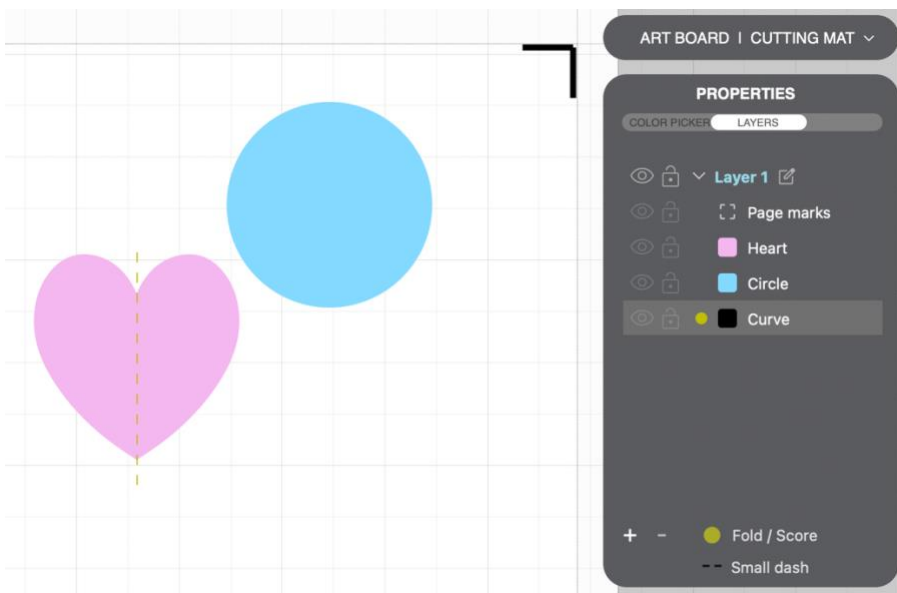 ART BOARD | CUTTING MAT
PROPERTIES
COLOR PICKER LAYERS
Layer 1
Page marks
Heart
Circle
Curve
+ - Fold / Score
Small dash